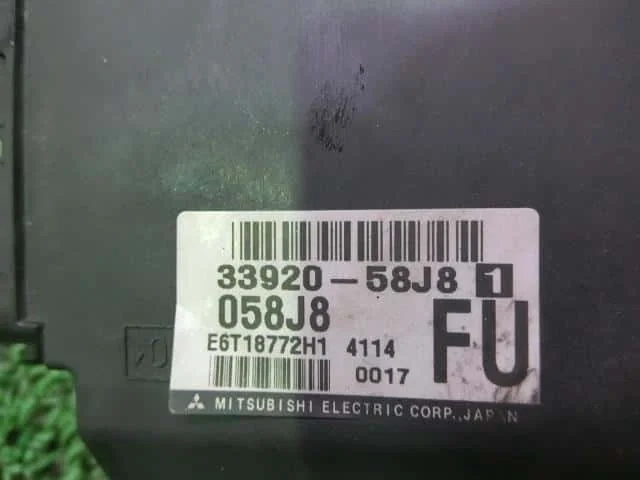 33920-58J8 1
058J8 FU
E6T18772H1 4114
0017
MITSUBISHI ELECTRIC CORP., JAPAN